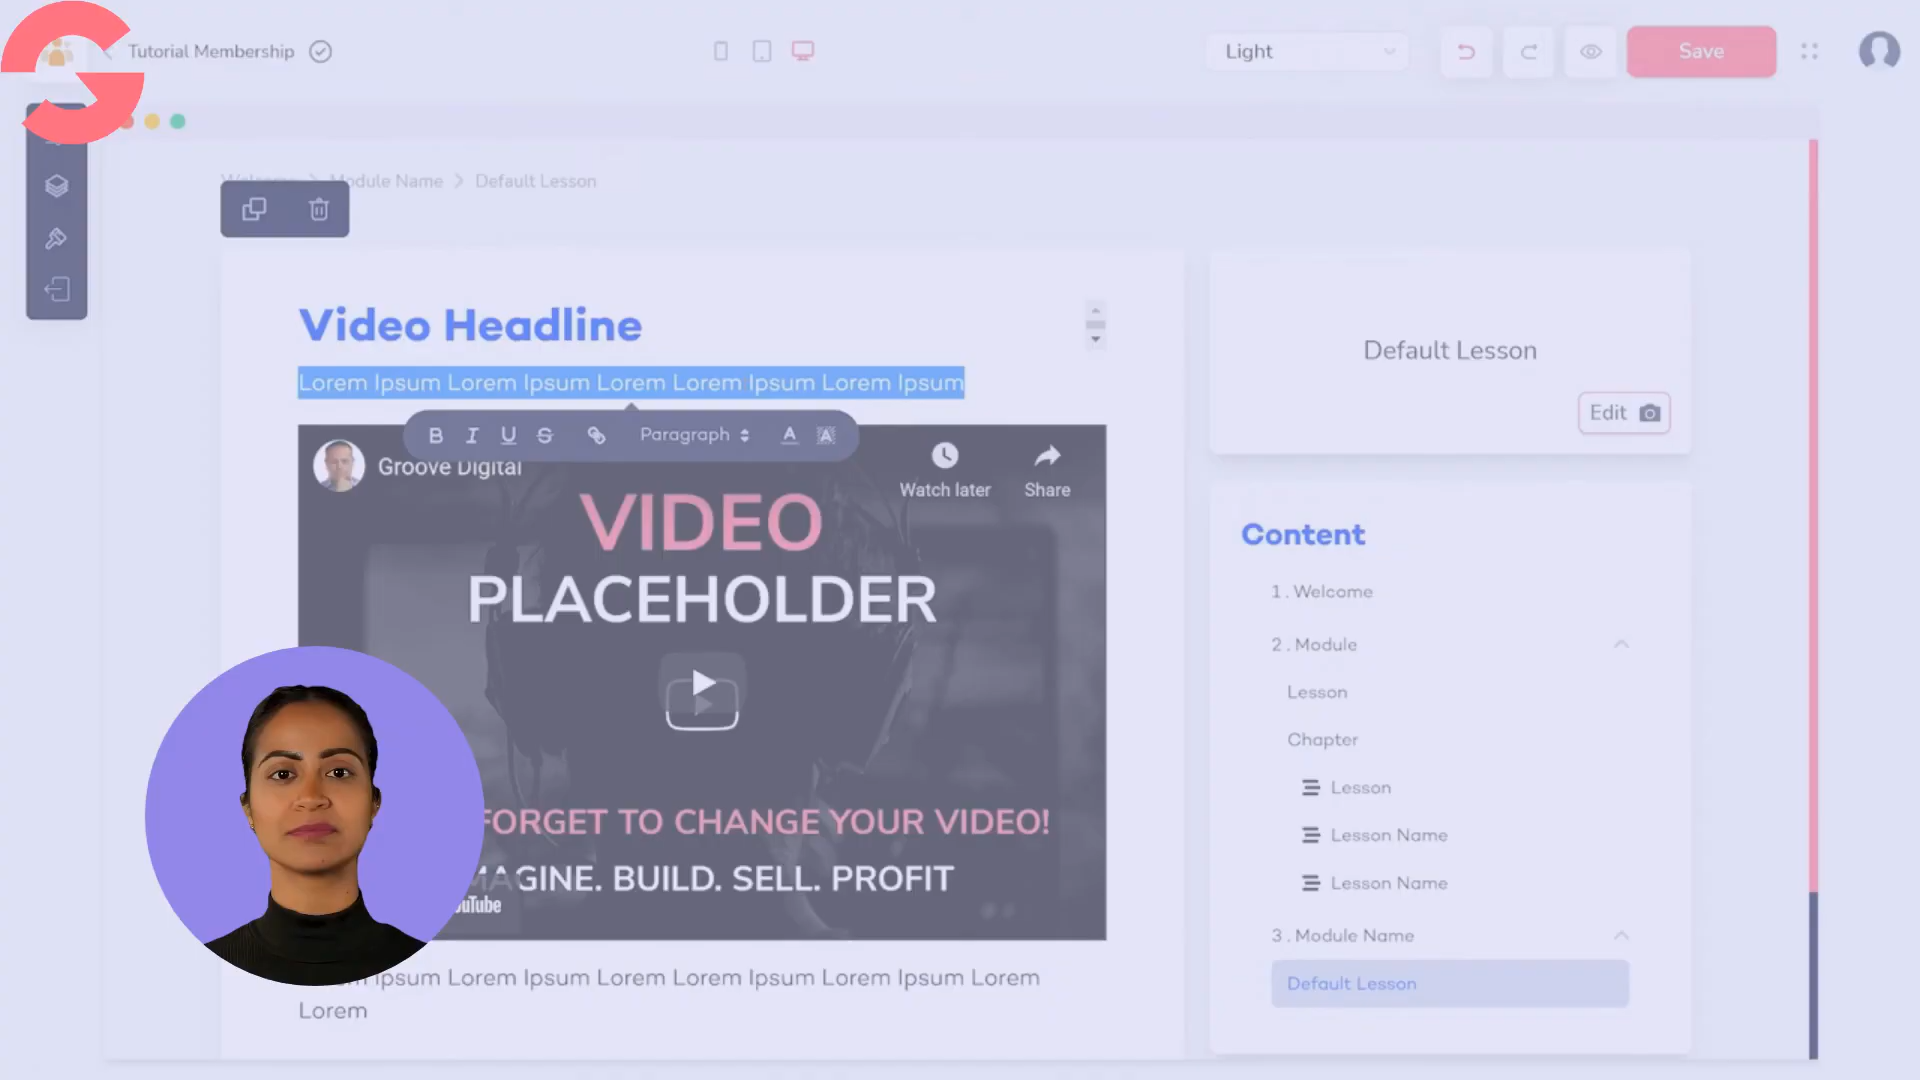 Tutorial Membership
Light
Save
Module Name > Default Lesson
Video Headline
Lorem Ipsum Lorem Ipsum Lorem Lorem Ipsum Lorem Ipsum
B I U S Paragraph A A
Groove Digital
Watch later
Share
VIDEO
PLACEHOLDER
FORGET TO CHANGE YOUR VIDEO!
IMAGINE. BUILD. SELL. PROFIT
YouTube
Ipsum Lorem Ipsum Lorem Lorem Ipsum Lorem Ipsum Lorem
Lorem
Default Lesson
Edit
Content
1 . Welcome
2 . Module
Lesson
Chapter
Lesson
Lesson Name
Lesson Name
3 . Module Name
Default Lesson